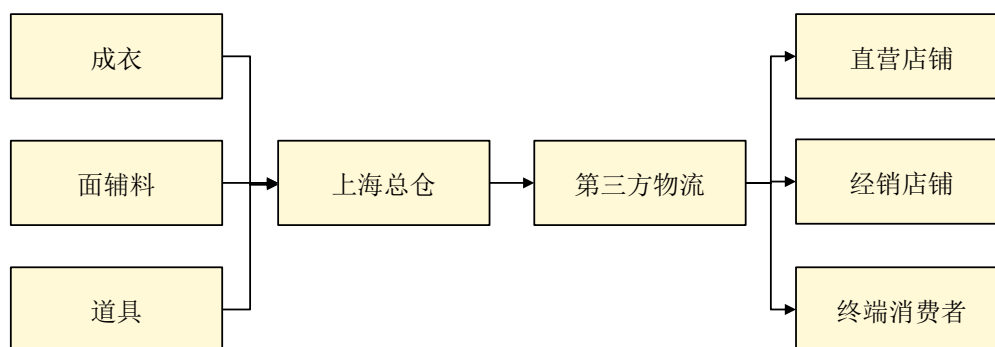 成衣
面辅料
道具
上海总仓
第三方物流
直营店铺
经销店铺
终端消费者